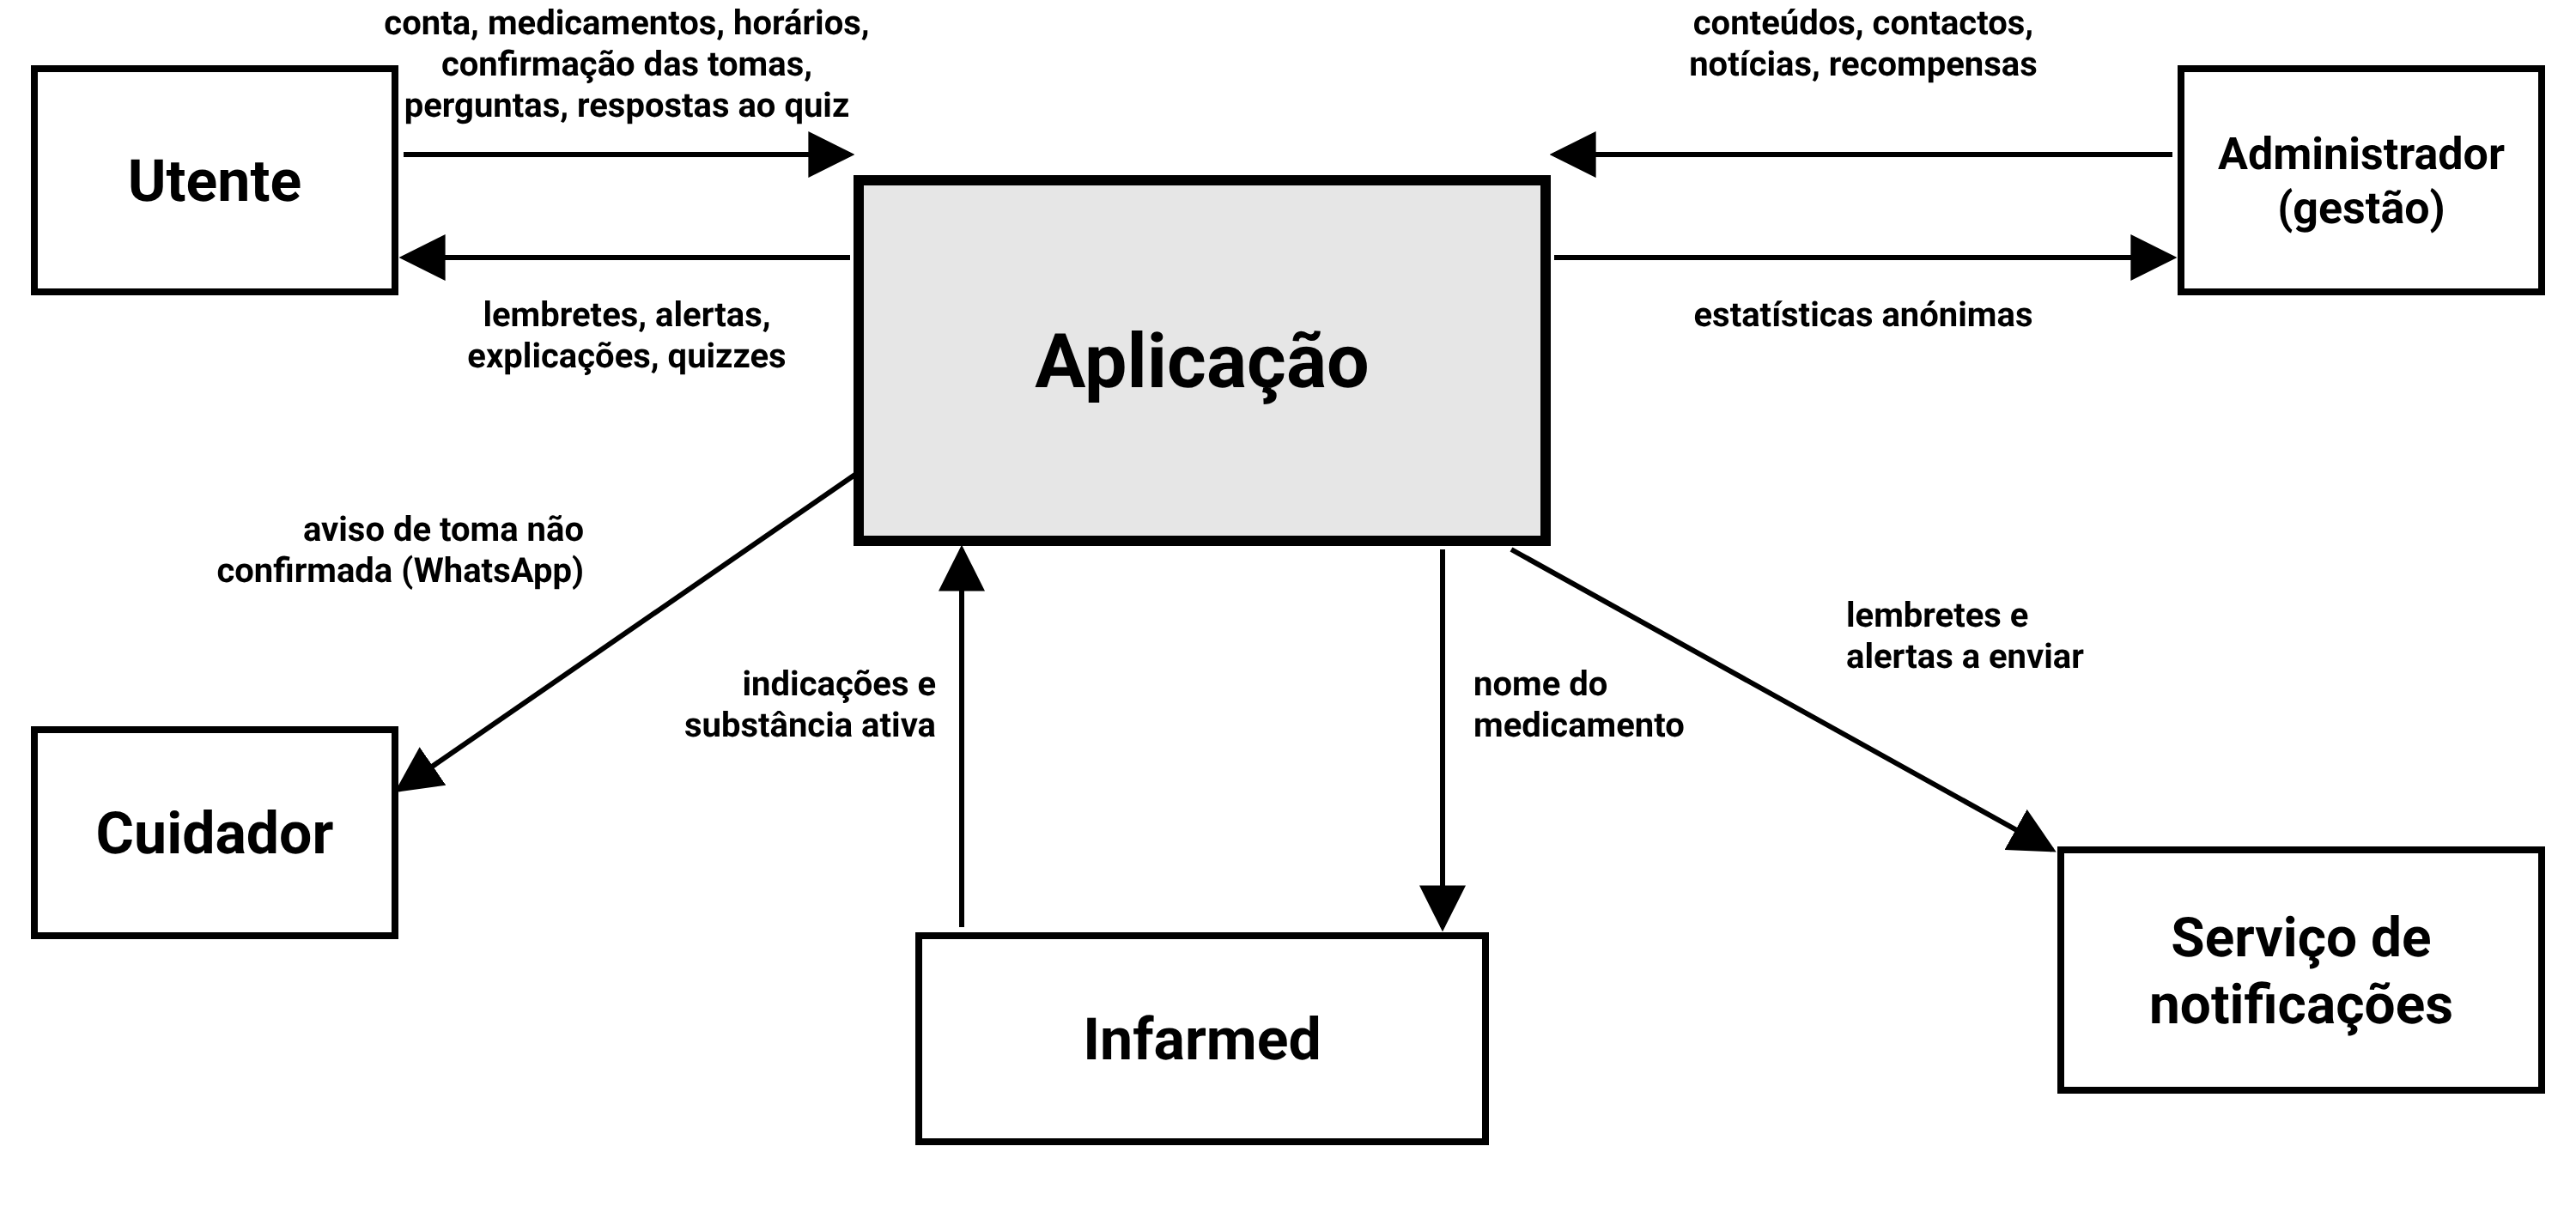 conta, medicamentos, horários,
confirmação das tomas,
perguntas, respostas ao quiz
conteúdos, contactos,
notícias, recompensas
Utente
Administrador
(gestão)
lembretes, alertas,
explicações, quizzes
estatísticas anónimas
Aplicação
aviso de toma não
confirmada (WhatsApp)
indicações e
substância ativa
nome do
medicamento
lembretes e
alertas a enviar
Cuidador
Infarmed
Serviço de
notificações